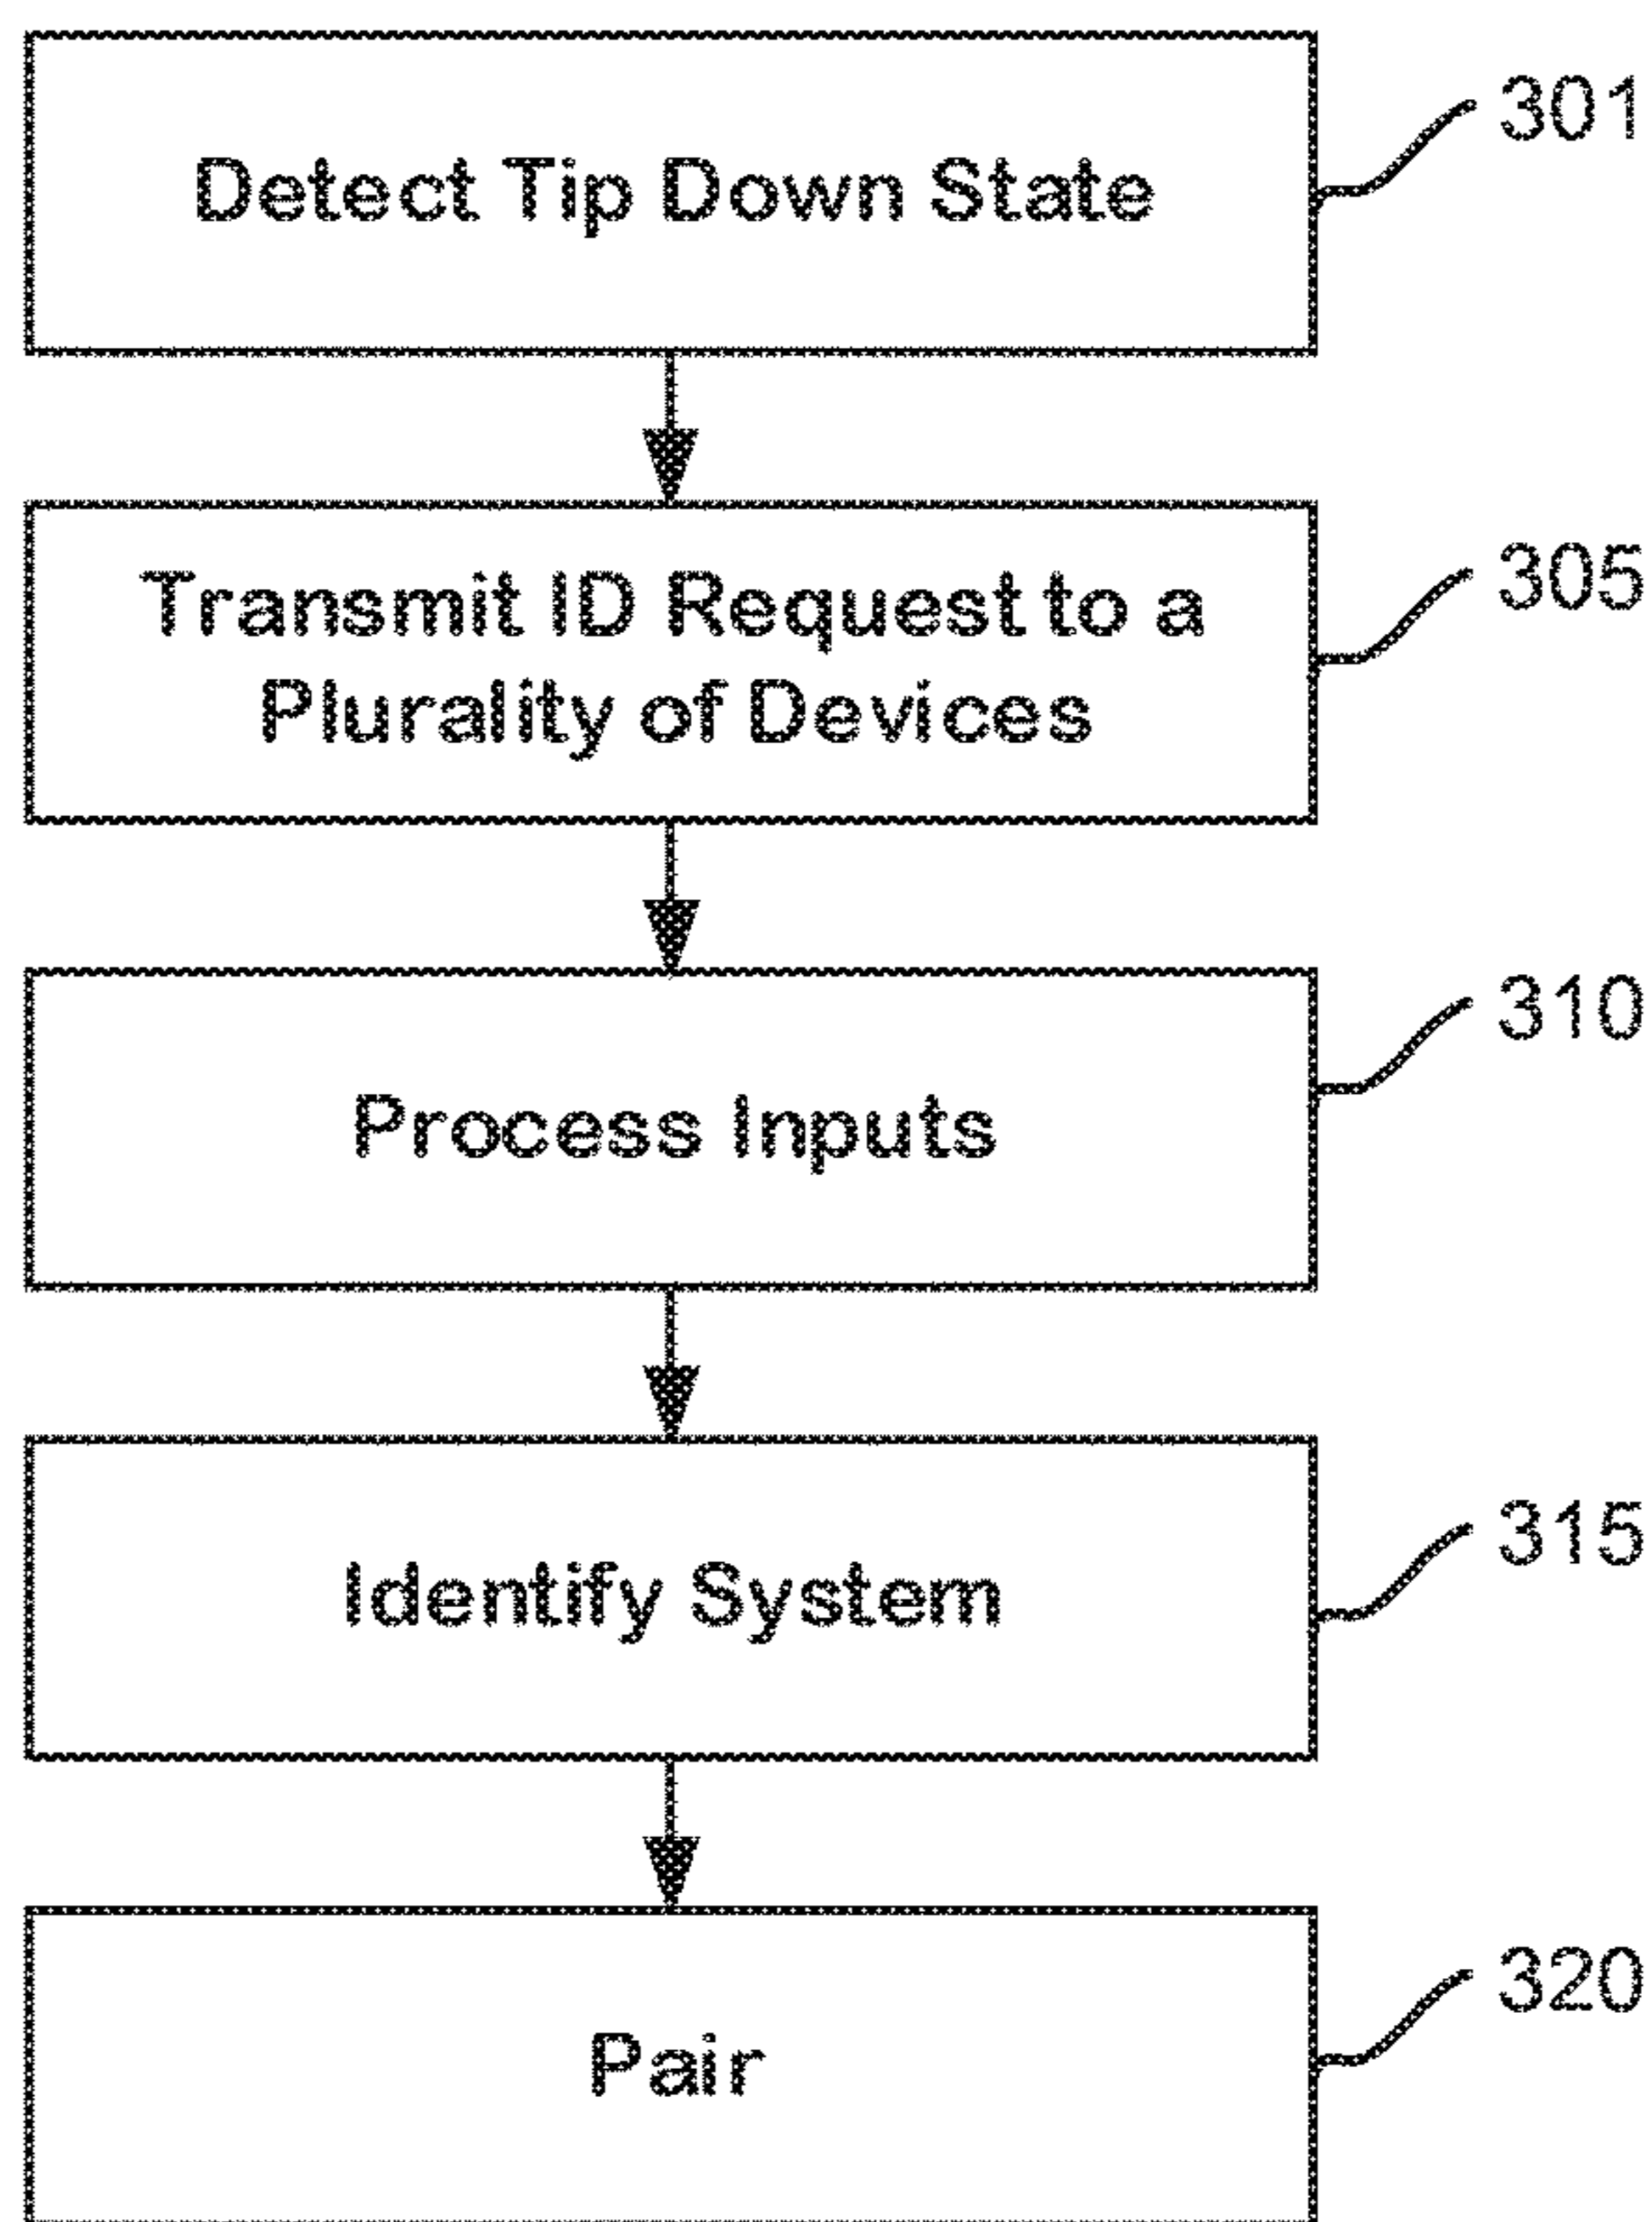 Detect Tip Down State
301
Transmit ID Request to a
Plurality of Devices
305
Process Inputs
310
Identify System
315
Pair
320